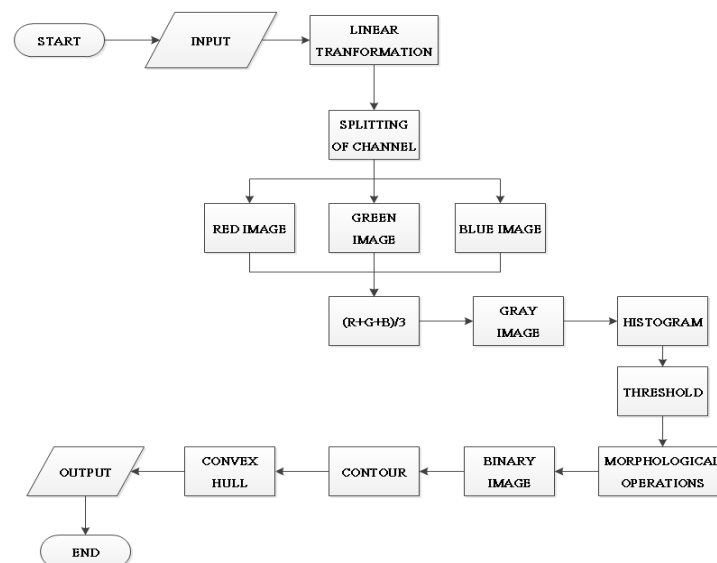 START
INPUT
LINEAR
TRANFORMATION
SPLITTING
OF CHANNEL
RED IMAGE
GREEN
IMAGE
BLUE IMAGE
(R+G+B)/3
GRAY
IMAGE
HISTOGRAM
THRESHOLD
MORPHOLOGICAL
OPERATIONS
BINARY
IMAGE
CONTOUR
CONVEX
HULL
OUTPUT
END